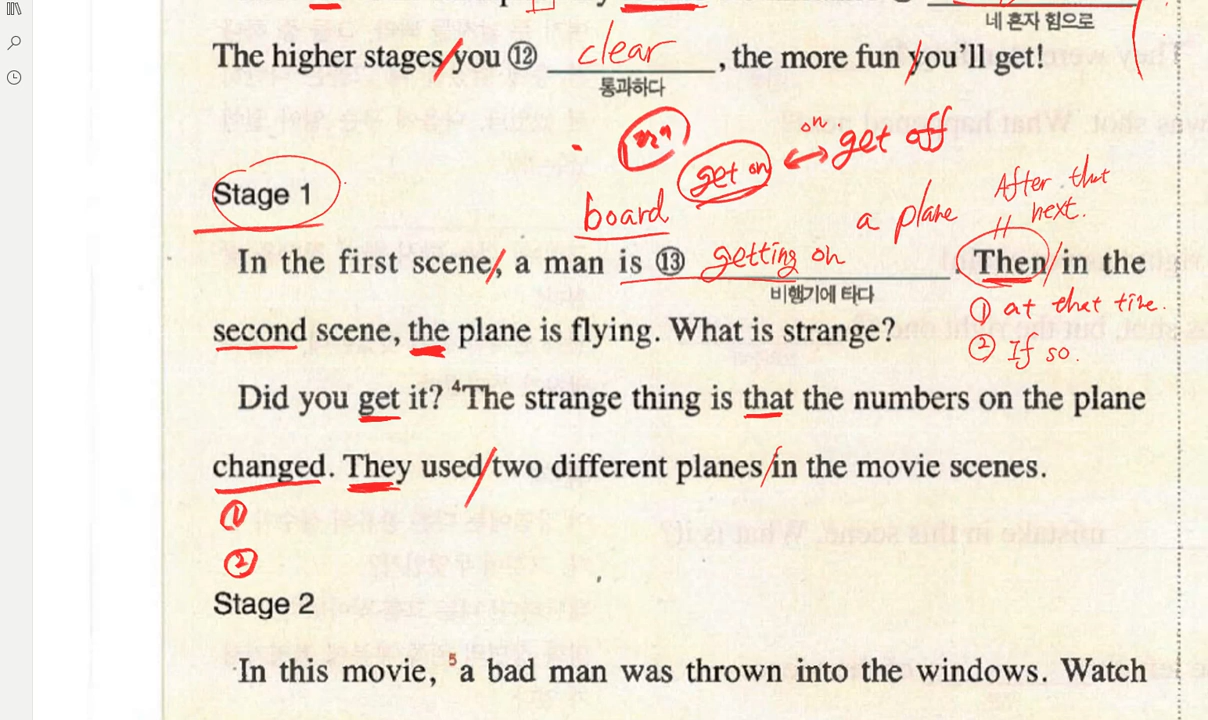 네 혼자 힘으로
The higher stages/you ⑫ clear, the more fun you'll get!
통과하다
get on ↔ get off
on
Stage 1
board
a plane
After that
next.
In the first scene, a man is ⑬ getting on. Then/in the
비행기에 타다
① at that time.
second scene, the plane is flying. What is strange?
② If so.
Did you get it? ⁴The strange thing is that the numbers on the plane
changed. They used/two different planes/in the movie scenes.
①
②
Stage 2
In this movie, ⁵a bad man was thrown into the windows. Watch